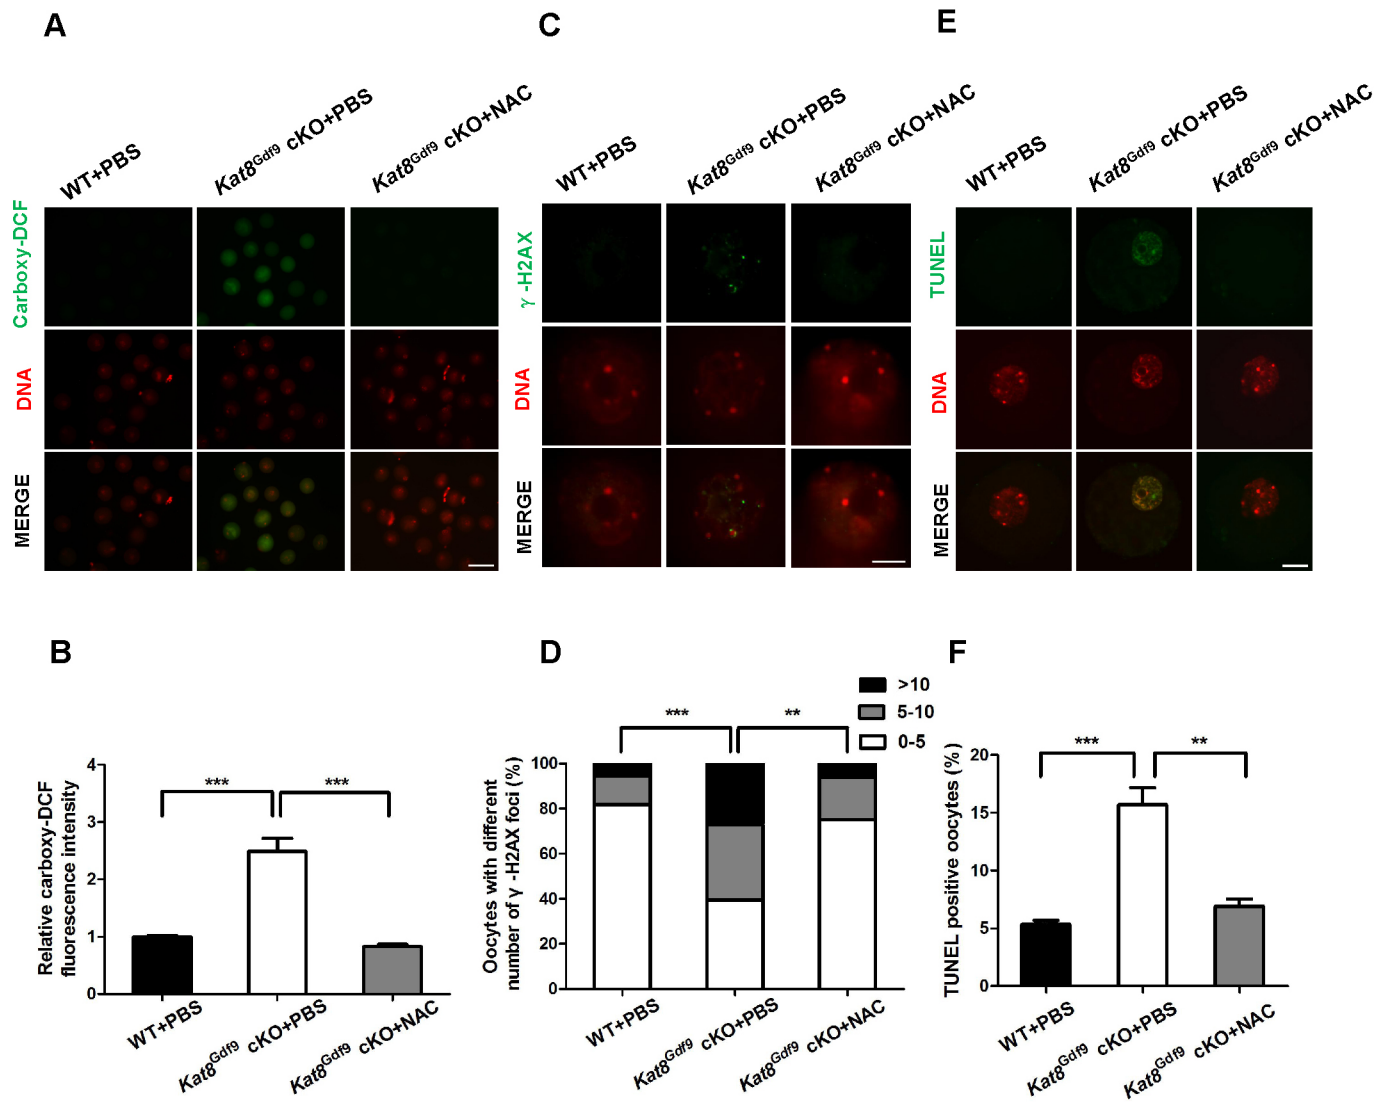 A
WT+PBS
Kat8Gdf9 cKO+PBS
Kat8Gdf9 cKO+NAC
Carboxy-DCF
DNA
MERGE
C
WT+PBS
Kat8Gdf9 cKO+PBS
Kat8Gdf9 cKO+NAC
γ -H2AX
DNA
MERGE
E
WT+PBS
Kat8Gdf9 cKO+PBS
Kat8Gdf9 cKO+NAC
TUNEL
DNA
MERGE
B
Relative carboxy-DCF
fluorescence intensity
4
3
2
1
0
***
***
WT+PBS
Kat8Gdf9 cKO+PBS
Kat8Gdf9 cKO+NAC
D
>10
5-10
0-5
***
**
Oocytes with different
number of γ -H2AX foci (%)
100
80
60
40
20
0
WT+PBS
Kat8Gdf9 cKO+PBS
Kat8Gdf9 cKO+NAC
F
TUNEL positive oocytes (%)
20
15
10
5
0
***
**
WT+PBS
Kat8Gdf9 cKO+PBS
Kat8Gdf9 cKO+NAC